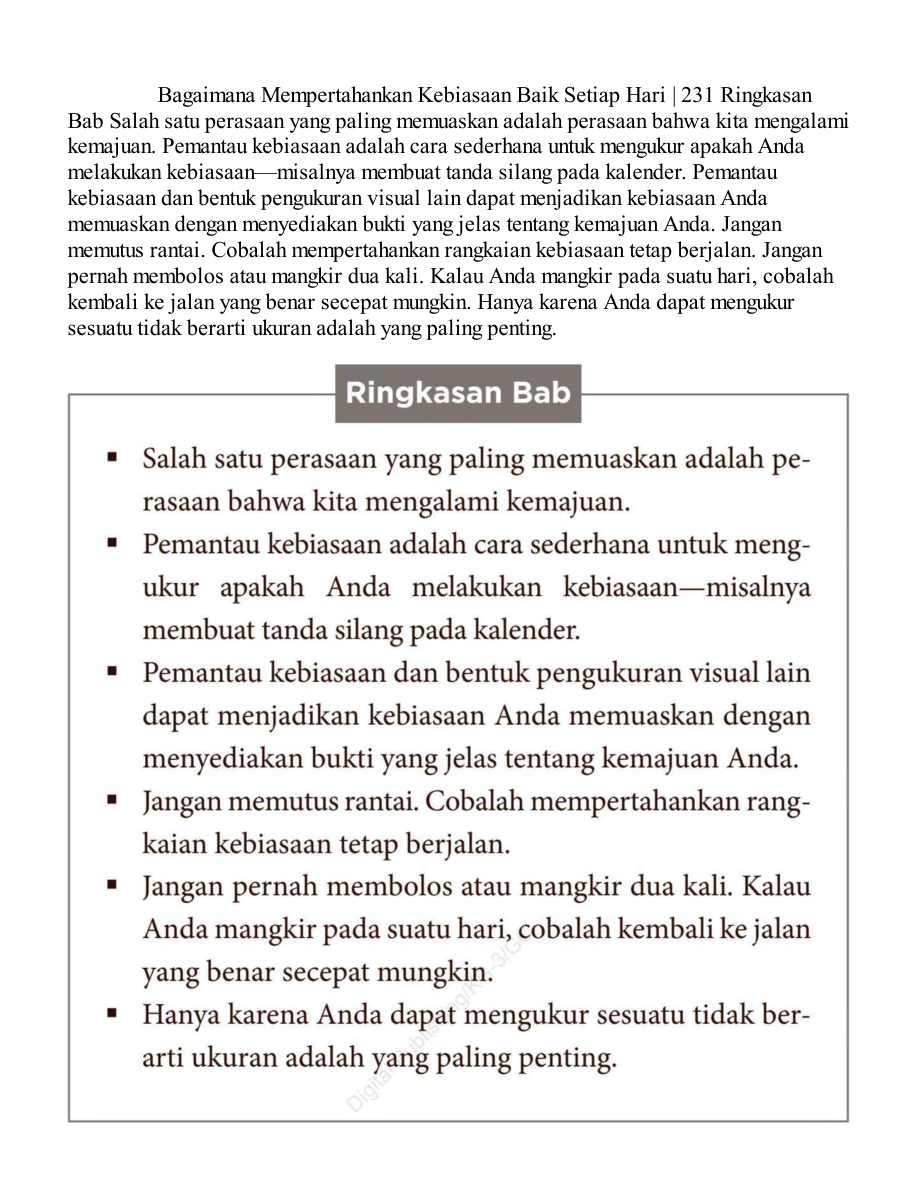 Bagaimana Mempertahankan Kebiasaan Baik Setiap Hari | 231 Ringkasan
Bab Salah satu perasaan yang paling memuaskan adalah perasaan bahwa kita mengalami
kemajuan. Pemantau kebiasaan adalah cara sederhana untuk mengukur apakah Anda
melakukan kebiasaan—misalnya membuat tanda silang pada kalender. Pemantau
kebiasaan dan bentuk pengukuran visual lain dapat menjadikan kebiasaan Anda
memuaskan dengan menyediakan bukti yang jelas tentang kemajuan Anda. Jangan
memutus rantai. Cobalah mempertahankan rangkaian kebiasaan tetap berjalan. Jangan
pernah membolos atau mangkir dua kali. Kalau Anda mangkir pada suatu hari, cobalah
kembali ke jalan yang benar secepat mungkin. Hanya karena Anda dapat mengukur
sesuatu tidak berarti ukuran adalah yang paling penting.
Ringkasan Bab
▪ Salah satu perasaan yang paling memuaskan adalah pe-
rasaan bahwa kita mengalami kemajuan.
▪ Pemantau kebiasaan adalah cara sederhana untuk meng-
ukur apakah Anda melakukan kebiasaan—misalnya
membuat tanda silang pada kalender.
▪ Pemantau kebiasaan dan bentuk pengukuran visual lain
dapat menjadikan kebiasaan Anda memuaskan dengan
menyediakan bukti yang jelas tentang kemajuan Anda.
▪ Jangan memutus rantai. Cobalah mempertahankan rang-
kaian kebiasaan tetap berjalan.
▪ Jangan pernah membolos atau mangkir dua kali. Kalau
Anda mangkir pada suatu hari, cobalah kembali ke jalan
yang benar secepat mungkin.
▪ Hanya karena Anda dapat mengukur sesuatu tidak ber-
arti ukuran adalah yang paling penting.